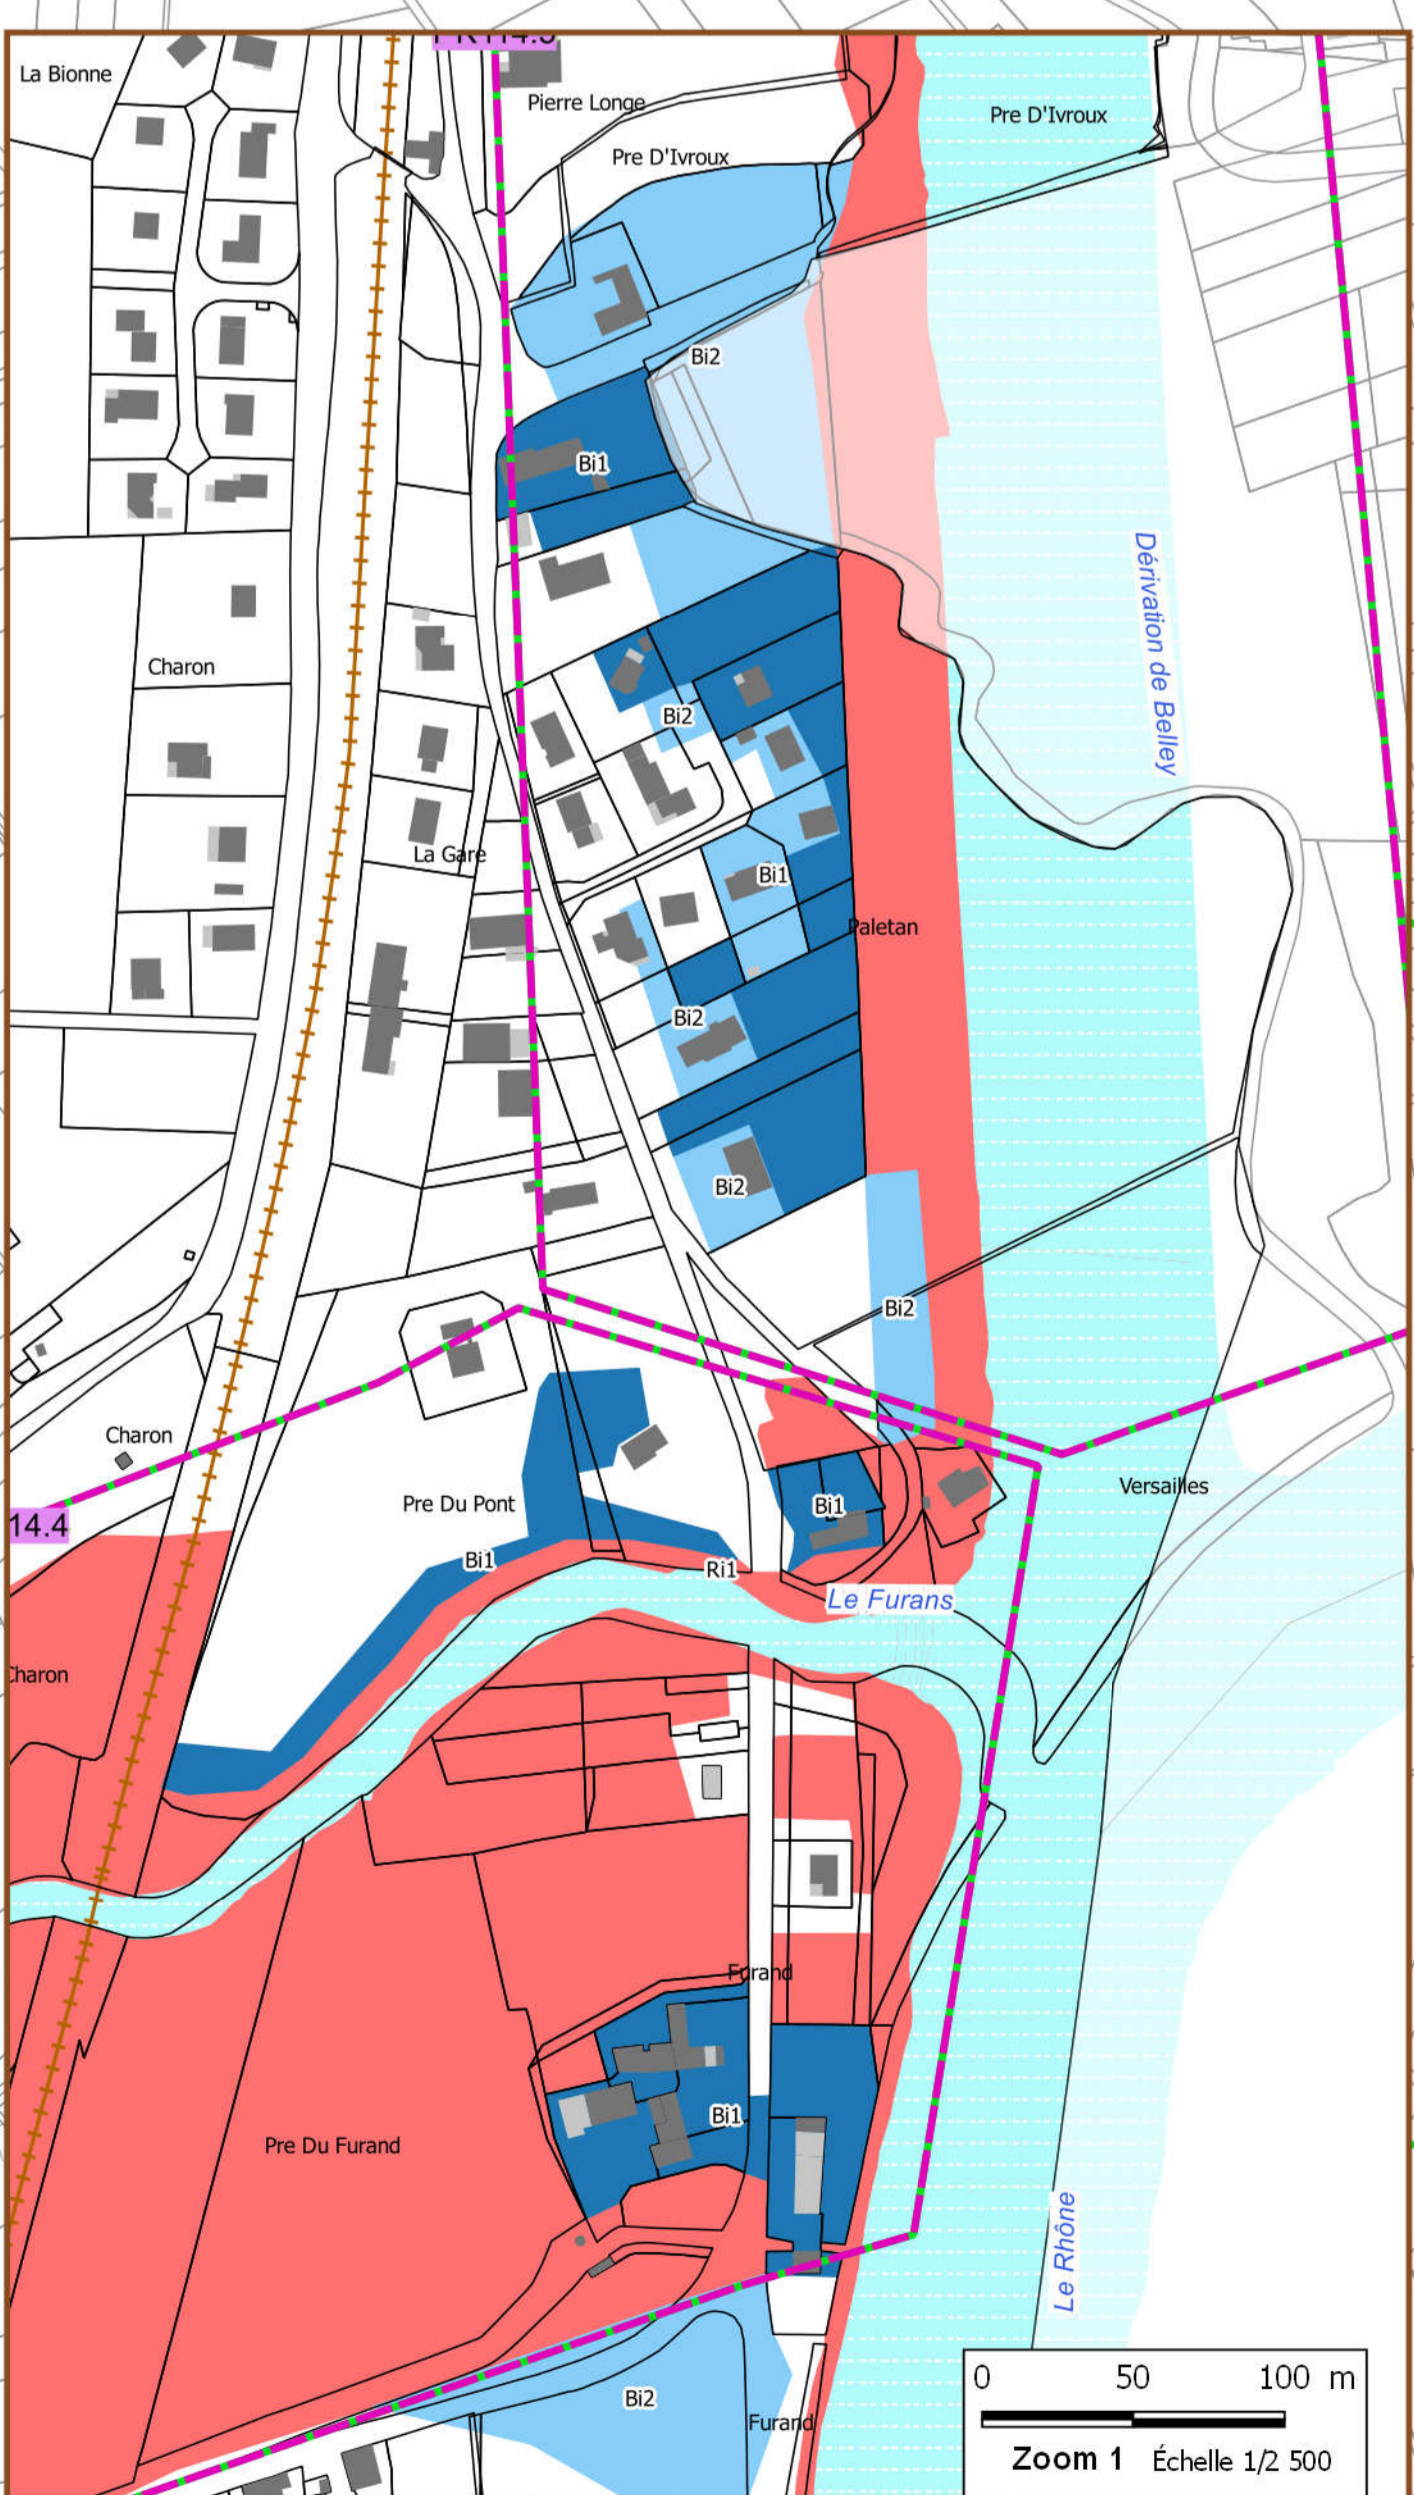 La Bionne
Pierre Longe
Pre D'Ivroux
Pre D'Ivroux
Bi2
Bi1
Dérivation de Belley
Charon
Bi2
La Gare
Bi1
Paletan
Bi2
Bi2
Bi2
Charon
Versailles
Pre Du Pont
Bi1
14.4
Bi1
Ri1
Le Furans
Charon
Furand
Bi1
Pre Du Furand
Le Rhône
Bi2
Furand
0 50 100 m
Zoom 1 Échelle 1/2 500